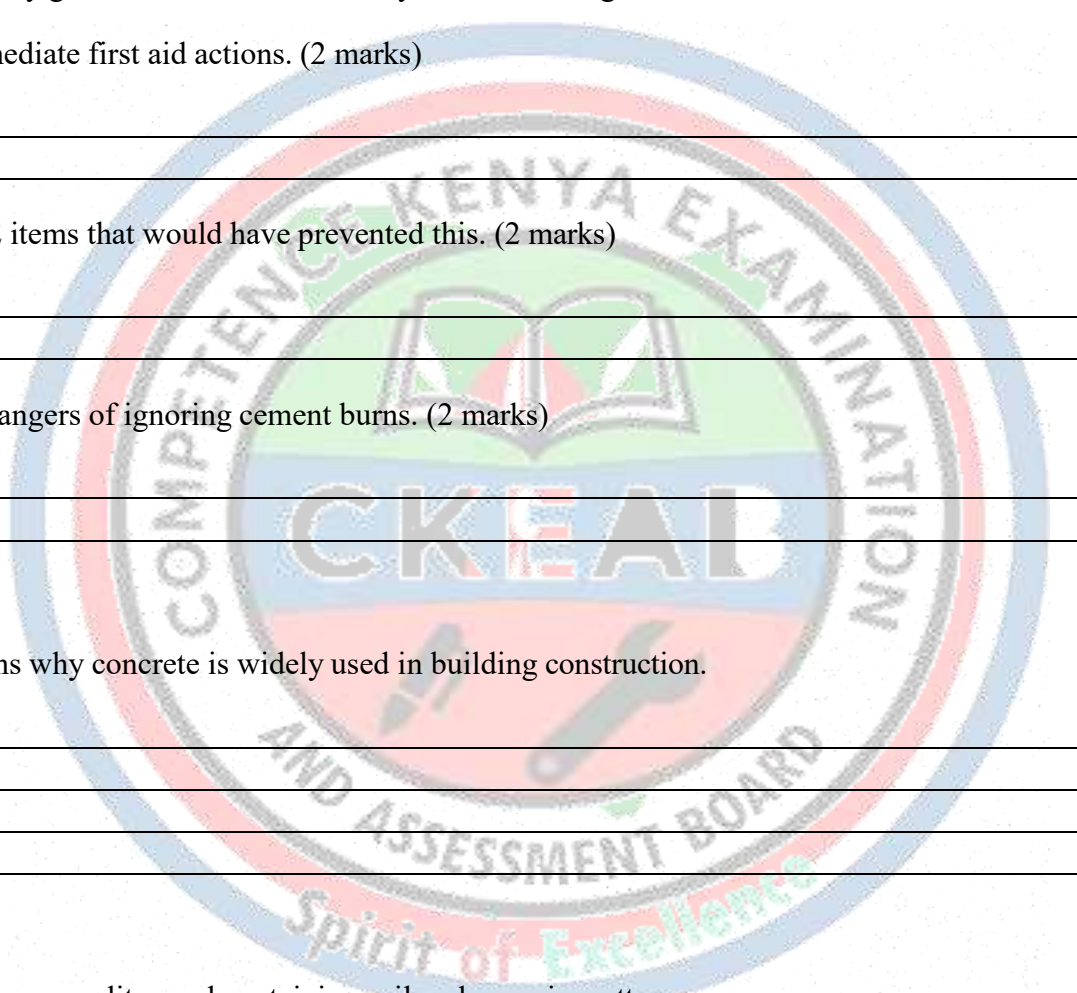 mediate first aid actions. (2 marks)
items that would have prevented this. (2 marks)
angers of ignoring cement burns. (2 marks)
ns why concrete is widely used in building construction.
COMPETENCE KENYA EXAMINATION
CKEAB
AND ASSESSMENT BOARD
Spirit of Excellence